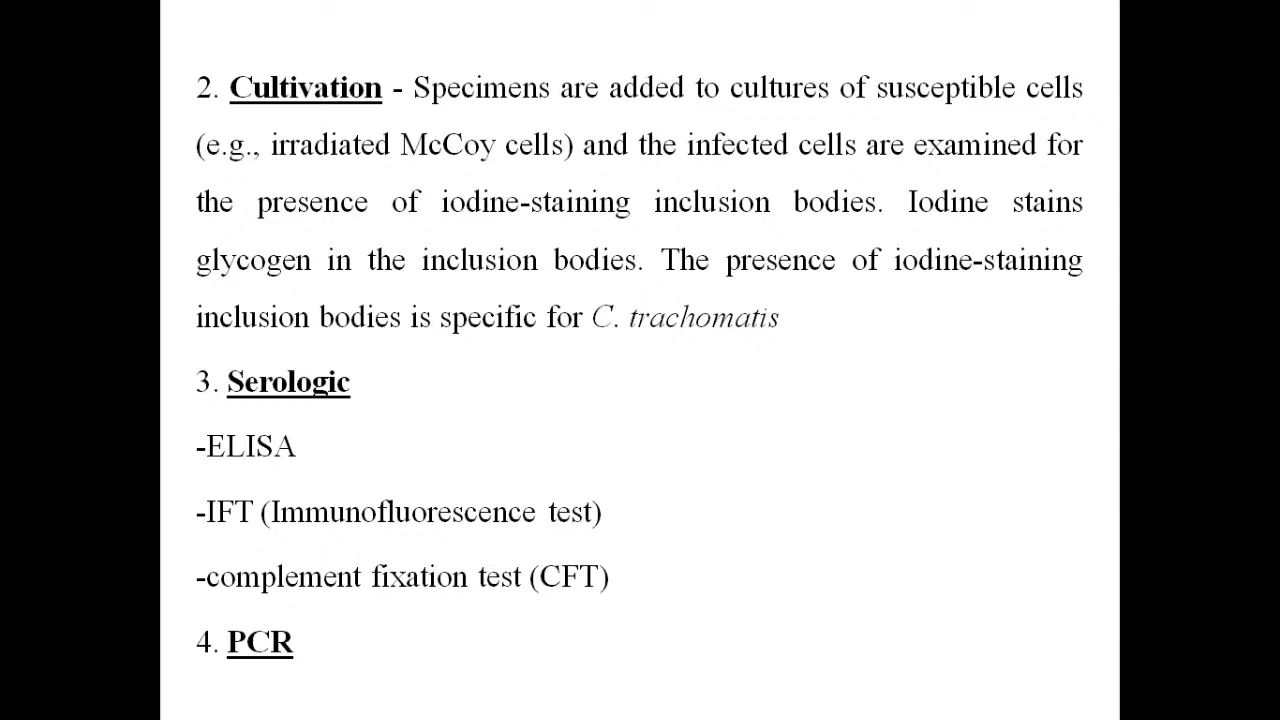 2. Cultivation - Specimens are added to cultures of susceptible cells
(e.g., irradiated McCoy cells) and the infected cells are examined for
the presence of iodine-staining inclusion bodies. Iodine stains
glycogen in the inclusion bodies. The presence of iodine-staining
inclusion bodies is specific for C. trachomatis
3. Serologic
-ELISA
-IFT (Immunofluorescence test)
-complement fixation test (CFT)
4. PCR